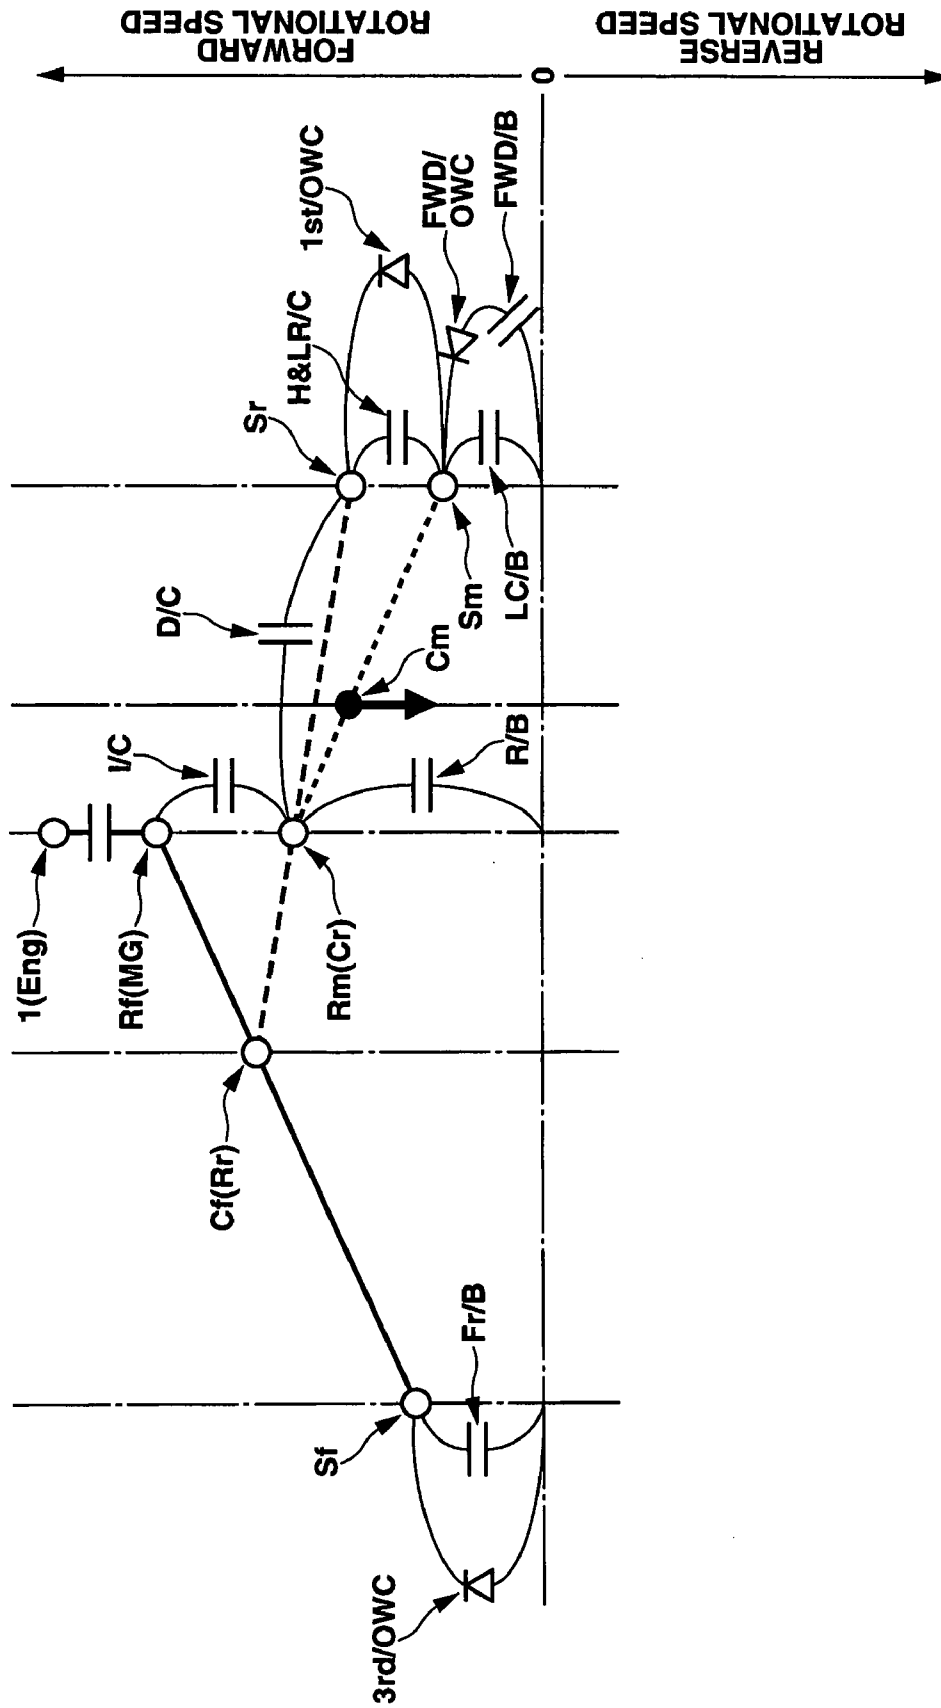 FORWARD
ROTATIONAL SPEED
REVERSE
ROTATIONAL SPEED
0
1st/OWC
FWD/
OWC
FWD/B
H&LR/C
Sr
D/C
Sm
LC/B
Cm
I/C
R/B
1(Eng)
Rf(MG)
Rm(Cr)
Cf(Rr)
Fr/B
Sf
3rd/OWC